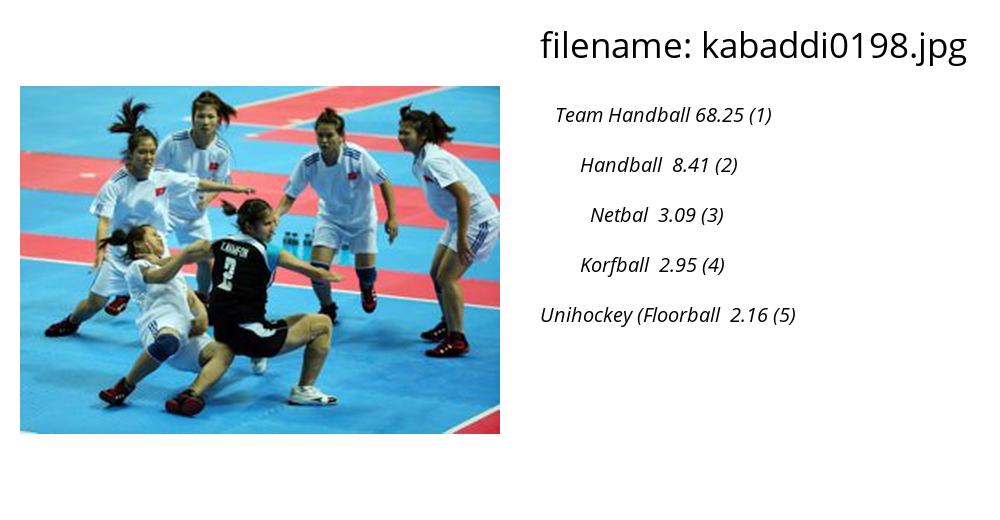 filename: kabaddi0198.jpg
Team Handball 68.25 (1)
Handball 8.41 (2)
Netbal 3.09 (3)
Korfball 2.95 (4)
Unihockey (Floorball 2.16 (5)
2